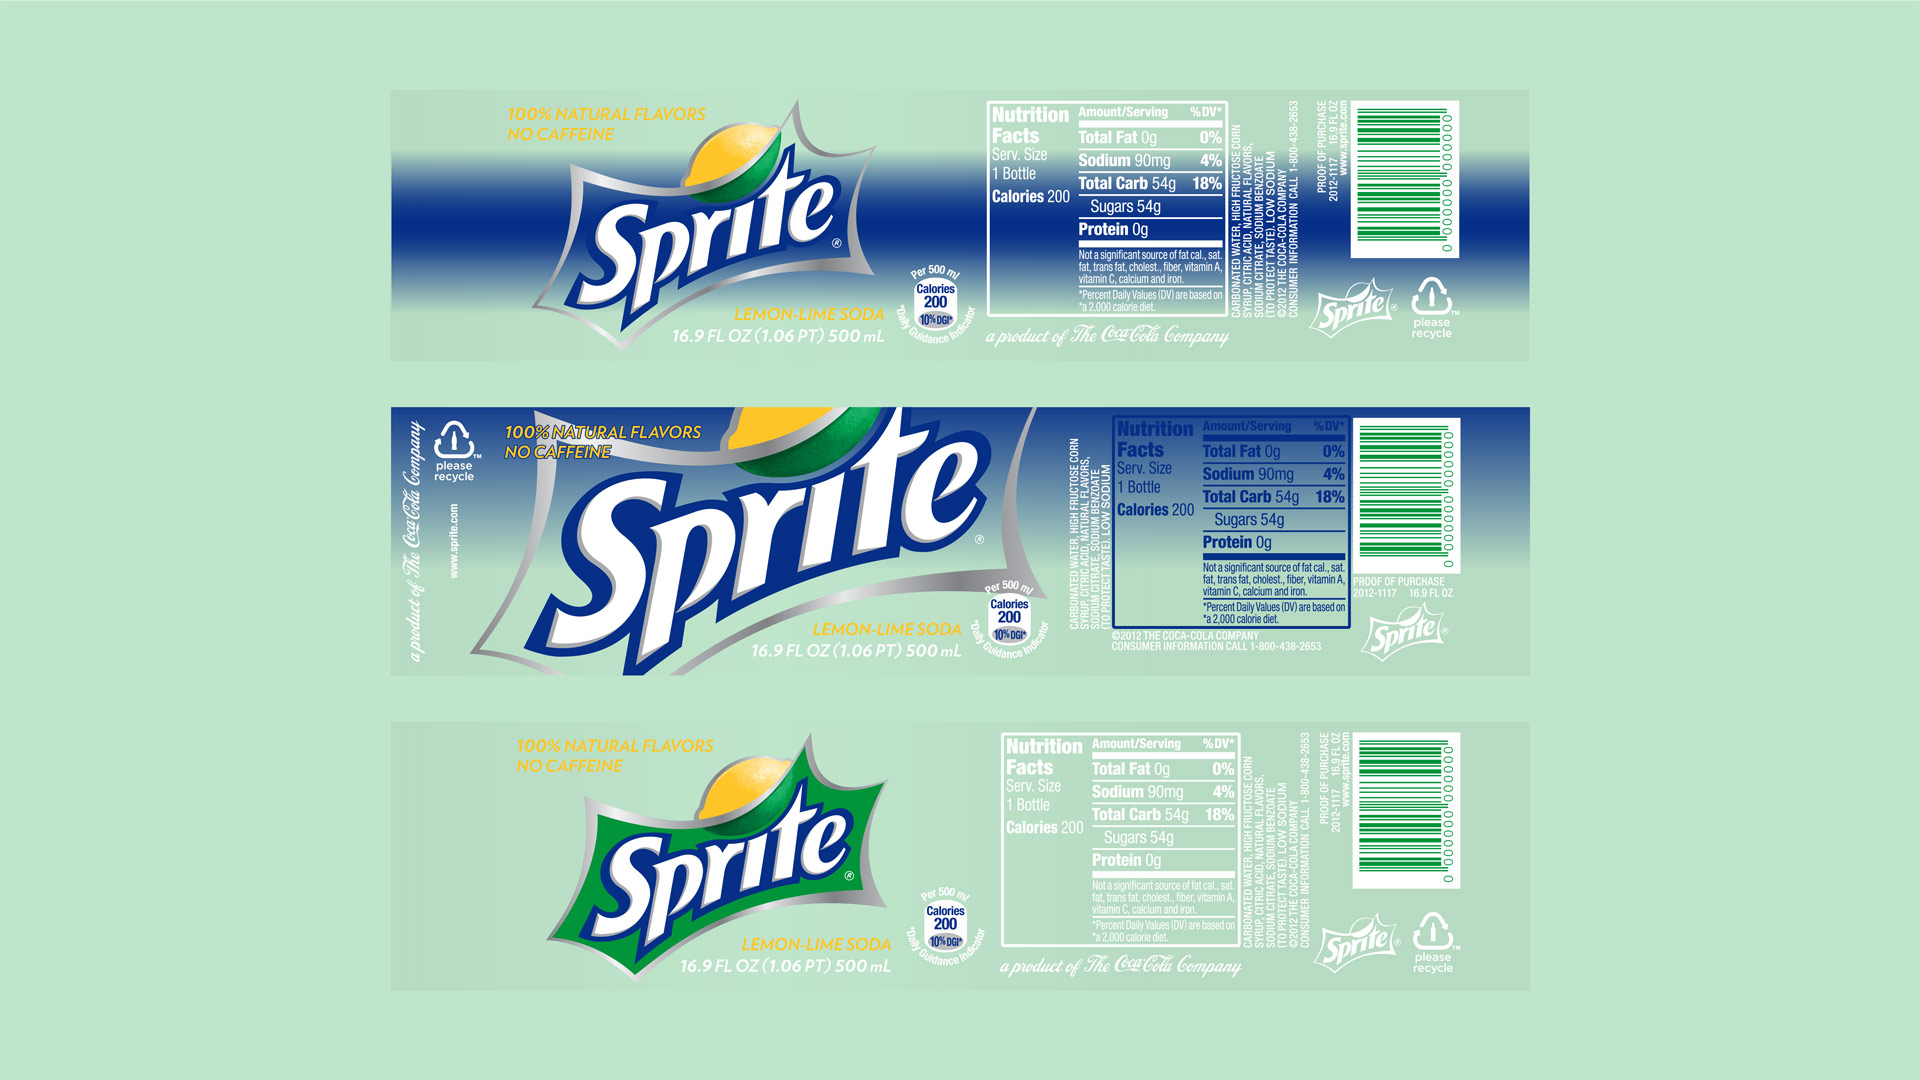 100% NATURAL FLAVORS
NO CAFFEINE
Sprite®
LEMON-LIME SODA
16.9 FL OZ (1.06 PT) 500 mL
Per 500 ml
Calories
200
10% DGI*
*Daily Guidance Indicator
Nutrition
Facts
Serv. Size
1 Bottle
Calories 200
Amount/Serving %DV*
Total Fat 0g 0%
Sodium 90mg 4%
Total Carb 54g 18%
Sugars 54g
Protein 0g
Not a significant source of fat cal., sat.
fat, trans fat, cholest., fiber, vitamin A,
vitamin C, calcium and iron.
*Percent Daily Values (DV) are based on
*a 2,000 calorie diet.
a product of The Coca-Cola Company
CARBONATED WATER, HIGH FRUCTOSE CORN
SYRUP, CITRIC ACID, NATURAL FLAVORS,
SODIUM CITRATE, SODIUM BENZOATE
(TO PROTECT TASTE). LOW SODIUM
©2012 THE COCA-COLA COMPANY
CONSUMER INFORMATION CALL 1-800-438-2653
PROOF OF PURCHASE
2012-1117 16.9 FL OZ
www.sprite.com
0 00000 00000 0
Sprite®
please
recycle
TM
a product of The Coca-Cola Company
please
recycle
TM
www.sprite.com
100% NATURAL FLAVORS
NO CAFFEINE
Sprite®
LEMON-LIME SODA
16.9 FL OZ (1.06 PT) 500 mL
Per 500 ml
Calories
200
10% DGI*
*Daily Guidance Indicator
CARBONATED WATER, HIGH FRUCTOSE CORN
SYRUP, CITRIC ACID, NATURAL FLAVORS,
SODIUM CITRATE, SODIUM BENZOATE
(TO PROTECT TASTE). LOW SODIUM
Nutrition
Facts
Serv. Size
1 Bottle
Calories 200
Amount/Serving %DV*
Total Fat 0g 0%
Sodium 90mg 4%
Total Carb 54g 18%
Sugars 54g
Protein 0g
Not a significant source of fat cal., sat.
fat, trans fat, cholest., fiber, vitamin A,
vitamin C, calcium and iron.
*Percent Daily Values (DV) are based on
*a 2,000 calorie diet.
©2012 THE COCA-COLA COMPANY
CONSUMER INFORMATION CALL 1-800-438-2653
0 00000 00000 0
PROOF OF PURCHASE
2012-1117 16.9 FL OZ
Sprite®
100% NATURAL FLAVORS
NO CAFFEINE
Sprite®
LEMON-LIME SODA
16.9 FL OZ (1.06 PT) 500 mL
Per 500 ml
Calories
200
10% DGI*
*Daily Guidance Indicator
Nutrition
Facts
Serv. Size
1 Bottle
Calories 200
Amount/Serving %DV*
Total Fat 0g 0%
Sodium 90mg 4%
Total Carb 54g 18%
Sugars 54g
Protein 0g
Not a significant source of fat cal., sat.
fat, trans fat, cholest., fiber, vitamin A,
vitamin C, calcium and iron.
*Percent Daily Values (DV) are based on
*a 2,000 calorie diet.
a product of The Coca-Cola Company
CARBONATED WATER, HIGH FRUCTOSE CORN
SYRUP, CITRIC ACID, NATURAL FLAVORS,
SODIUM CITRATE, SODIUM BENZOATE
(TO PROTECT TASTE). LOW SODIUM
©2012 THE COCA-COLA COMPANY
CONSUMER INFORMATION CALL 1-800-438-2653
PROOF OF PURCHASE
2012-1117 16.9 FL OZ
www.sprite.com
0 00000 00000 0
Sprite®
please
recycle
TM